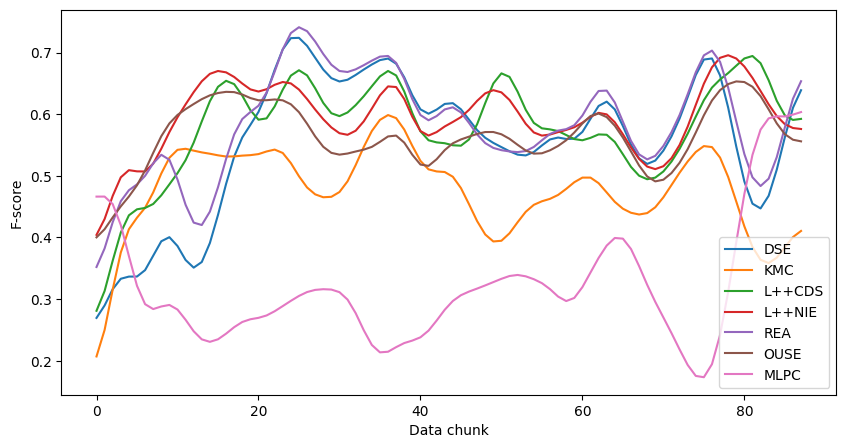 0.7
0.6
0.5
0.4
0.3
0.2
F-score
0
20
40
60
80
Data chunk
DSE
KMC
L++CDS
L++NIE
REA
OUSE
MLPC